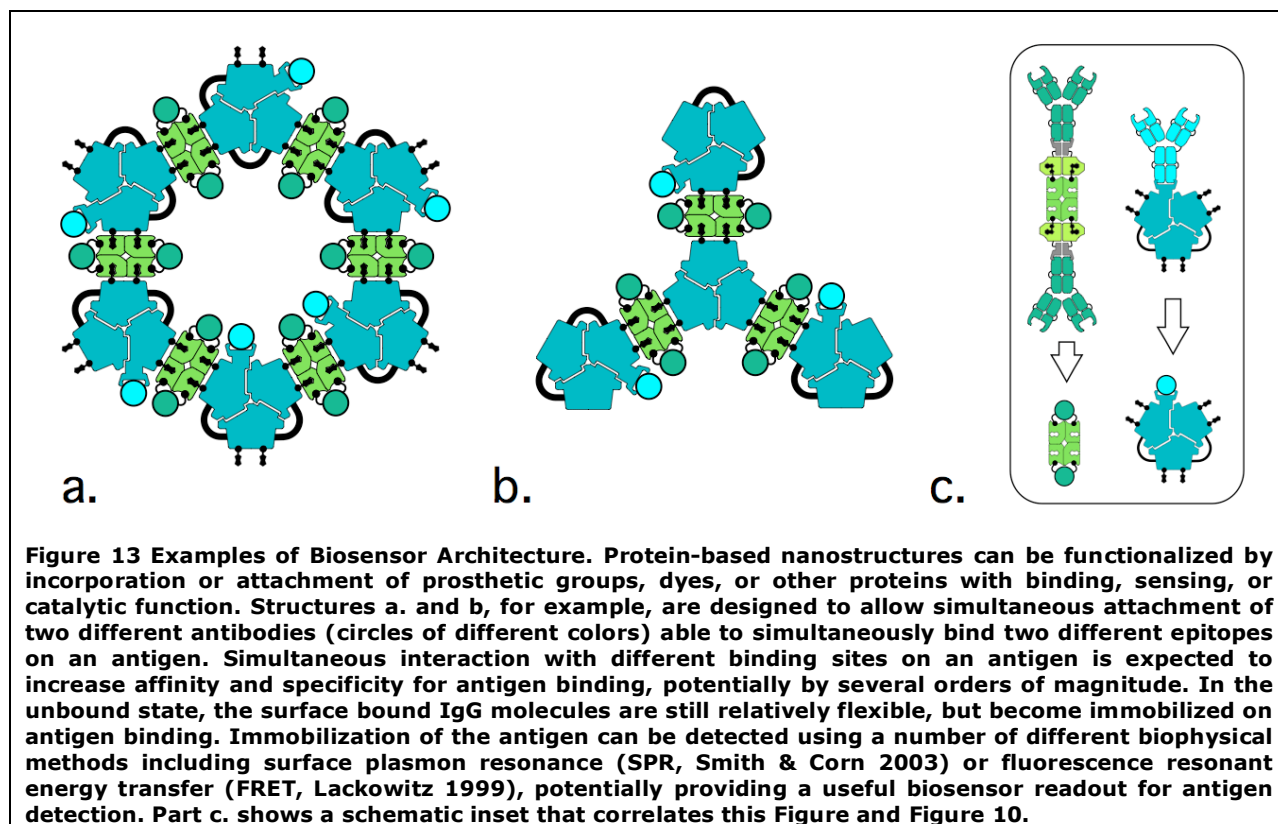 a.
b.
c.
Figure 13 Examples of Biosensor Architecture. Protein-based nanostructures can be functionalized by
incorporation or attachment of prosthetic groups, dyes, or other proteins with binding, sensing, or
catalytic function. Structures a. and b, for example, are designed to allow simultaneous attachment of
two different antibodies (circles of different colors) able to simultaneously bind two different epitopes
on an antigen. Simultaneous interaction with different binding sites on an antigen is expected to
increase affinity and specificity for antigen binding, potentially by several orders of magnitude. In the
unbound state, the surface bound IgG molecules are still relatively flexible, but become immobilized on
antigen binding. Immobilization of the antigen can be detected using a number of different biophysical
methods including surface plasmon resonance (SPR, Smith & Corn 2003) or fluorescence resonant
energy transfer (FRET, Lackowitz 1999), potentially providing a useful biosensor readout for antigen
detection. Part c. shows a schematic inset that correlates this Figure and Figure 10.